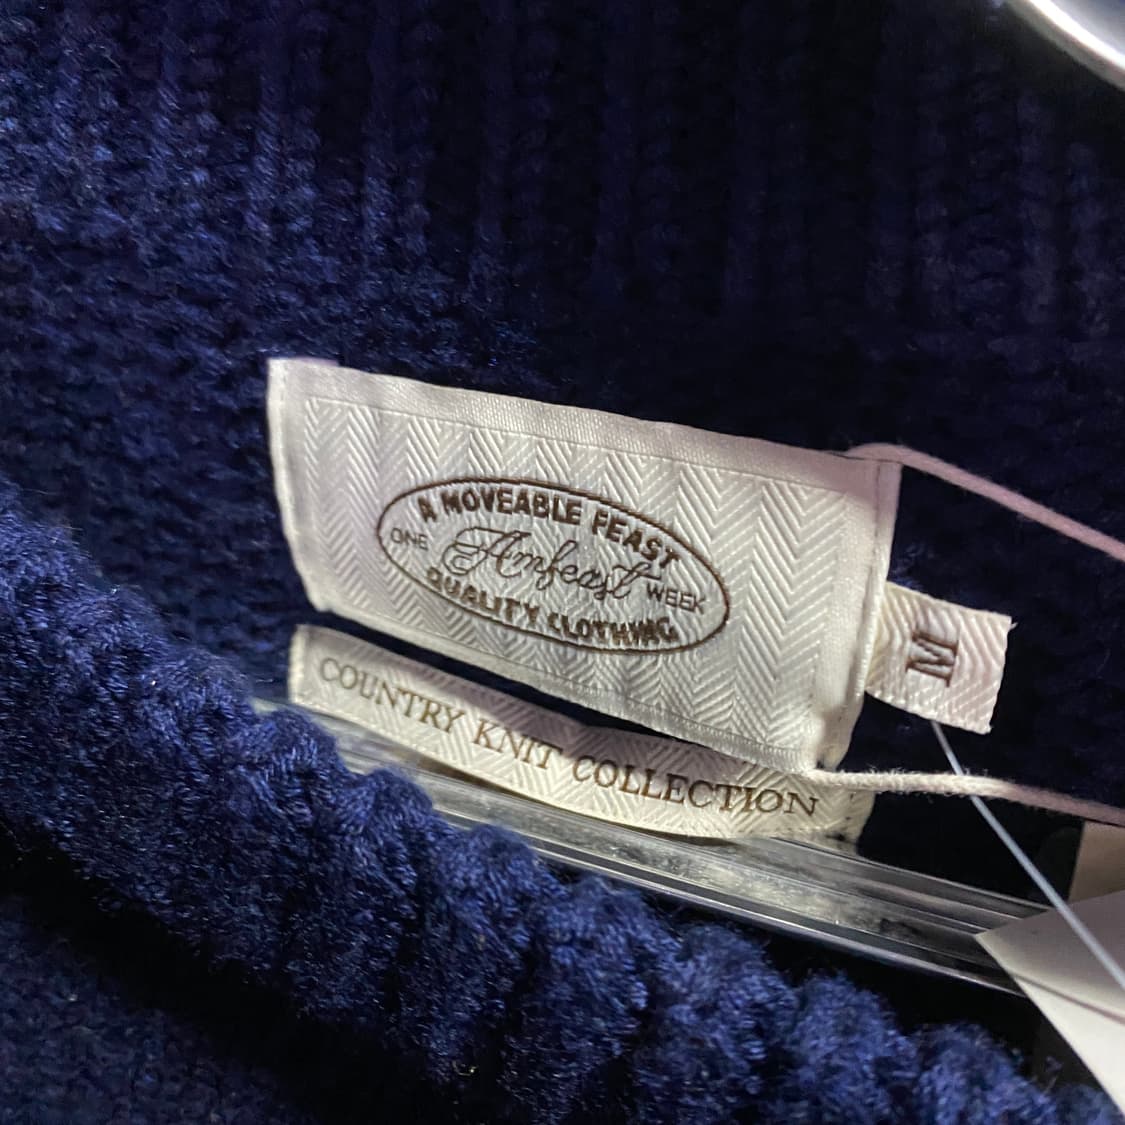 A MOVEABLE FEAST
ONE Amfeast WEEK
QUALITY CLOTHING
M
COUNTRY KNIT COLLECTION